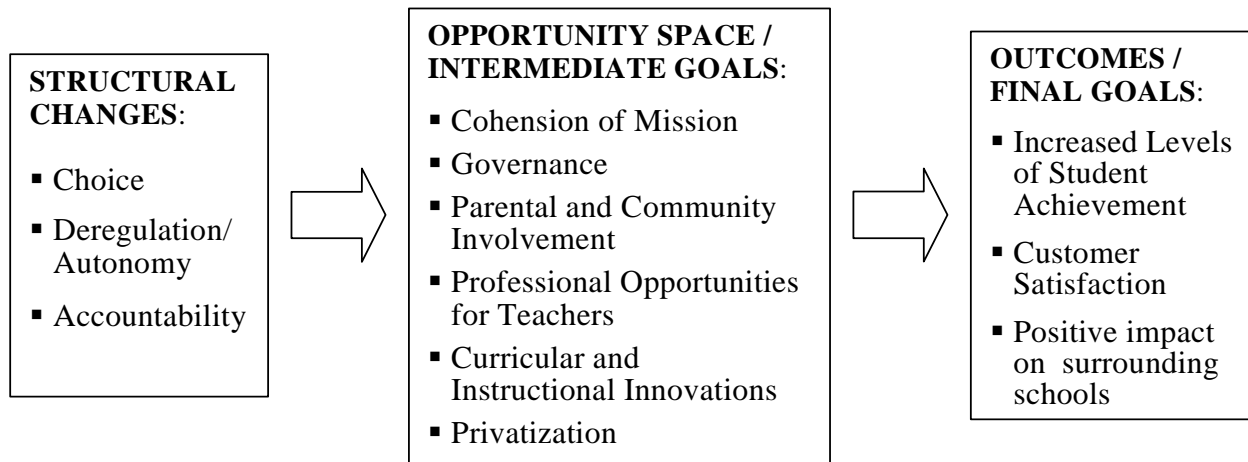 STRUCTURAL
CHANGES:
▪ Choice
▪ Deregulation/
Autonomy
▪ Accountability
OPPORTUNITY SPACE /
INTERMEDIATE GOALS:
▪ Cohension of Mission
▪ Governance
▪ Parental and Community
Involvement
▪ Professional Opportunities
for Teachers
▪ Curricular and
Instructional Innovations
▪ Privatization
OUTCOMES /
FINAL GOALS:
▪ Increased Levels
of Student
Achievement
▪ Customer
Satisfaction
▪ Positive impact
on surrounding
schools